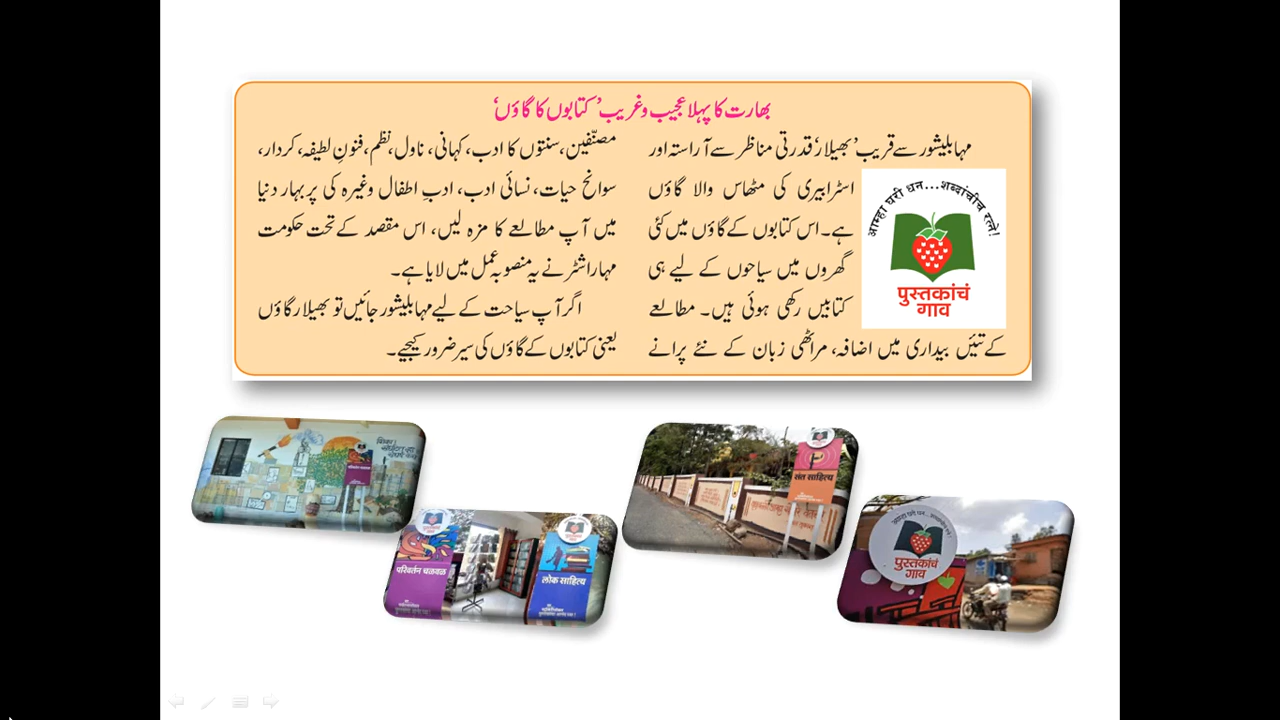 بھارت کا پہلا عجیب و غریب ’کتابوں کا گاؤں‘
مہابلیشور سے قریب ’بھیلار‘ قدرتی مناظر سے آراستہ اور
اسٹرابیری کی مٹھاس والا گاؤں
ہے۔ اس کتابوں کے گاؤں میں کئی
گھروں میں سیاحوں کے لیے ہی
کتابیں رکھی ہوئی ہیں۔ مطالعے
کے تئیں بیداری میں اضافہ، مراٹھی زبان کے نئے پرانے
आम्हा घरी धन...शब्दांचीच रत्ने!
पुस्तकांचं
गाव
مصنّفین، سنتوں کا ادب، کہانی، ناول، نظم، فنونِ لطیفہ، کردار،
سوانح حیات، نسائی ادب، ادبِ اطفال وغیرہ کی پر بہار دنیا
میں آپ مطالعے کا مزہ لیں، اس مقصد کے تحت حکومت
مہاراشٹر نے یہ منصوبہ عمل میں لایا ہے۔
اگر آپ سیاحت کے لیے مہابلیشور جائیں تو بھیلار گاؤں
یعنی کتابوں کے گاؤں کی سیر ضرور کیجیے۔
परिवर्तन चळवळ
लोक साहित्य
संत साहित्य
पुस्तकांचं
गाव